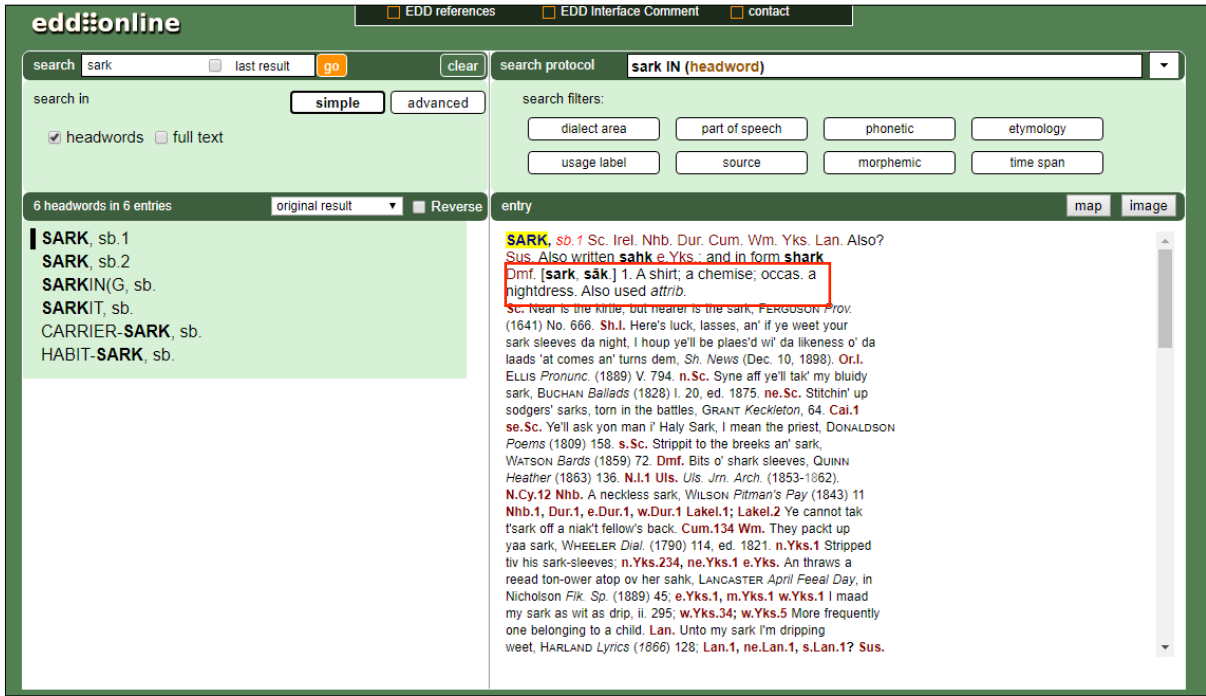 EDD references EDD Interface Comment contact
edd:::online
search sark last result go clear
search in simple advanced
headwords full text
search protocol sark IN (headword)
search filters:
dialect area part of speech phonetic etymology
usage label source morphemic time span
6 headwords in 6 entries original result Reverse
SARK, sb.1
SARK, sb.2
SARKIN(G, sb.
SARKIT, sb.
CARRIER-SARK, sb.
HABIT-SARK, sb.
entry map image
SARK, sb.1 Sc. Irel. Nhb. Dur. Cum. Wm. Yks. Lan. Also?
Sus. Also written sahk e.Yks.; and in form shark
Dmf. [sark, sāk.] 1. A shirt; a chemise; occas. a
nightdress. Also used attrib.
Sc. Near is the kirtle, but nearer is the sark, FERGUSON Prov.
(1641) No. 666. Sh.I. Here's luck, lasses, an' if ye weet your
sark sleeves da night, I houp ye'll be plaes'd wi' da likeness o' da
laads 'at comes an' turns dem, Sh. News (Dec. 10, 1898). Or.I.
ELLIS Pronunc. (1889) V. 794. n.Sc. Syne aff ye'll tak' my bluidy
sark, BUCHAN Ballads (1828) I. 20, ed. 1875. ne.Sc. Stitchin' up
sodgers' sarks, torn in the battles, GRANT Keckleton, 64. Cai.1
se.Sc. Ye'll ask yon man i' Haly Sark, I mean the priest, DONALDSON
Poems (1809) 158. s.Sc. Strippit to the breeks an' sark,
WATSON Bards (1859) 72. Dmf. Bits o' shark sleeves, QUINN
Heather (1863) 136. N.I.1 Uls. Uls. Jrn. Arch. (1853-1862).
N.Cy.12 Nhb. A neckless sark, WILSON Pitman's Pay (1843) 11
Nhb.1, Dur.1, e.Dur.1, w.Dur.1 Lakel.1; Lakel.2 Ye cannot tak
t'sark off a niak't fellow's back. Cum.134 Wm. They packt up
yaa sark, WHEELER Dial. (1790) 114, ed. 1821. n.Yks.1 Stripped
tiv his sark-sleeves; n.Yks.234, ne.Yks.1 e.Yks. An thraws a
reead ton-ower atop ov her sahk, LANCASTER April Feeal Day, in
Nicholson Flk. Sp. (1889) 45; e.Yks.1, m.Yks.1 w.Yks.1 I maad
my sark as wit as drip, ii. 295; w.Yks.34; w.Yks.5 More frequently
one belonging to a child. Lan. Unto my sark I'm dripping
weet, HARLAND Lyrics (1866) 128; Lan.1, ne.Lan.1, s.Lan.1? Sus.